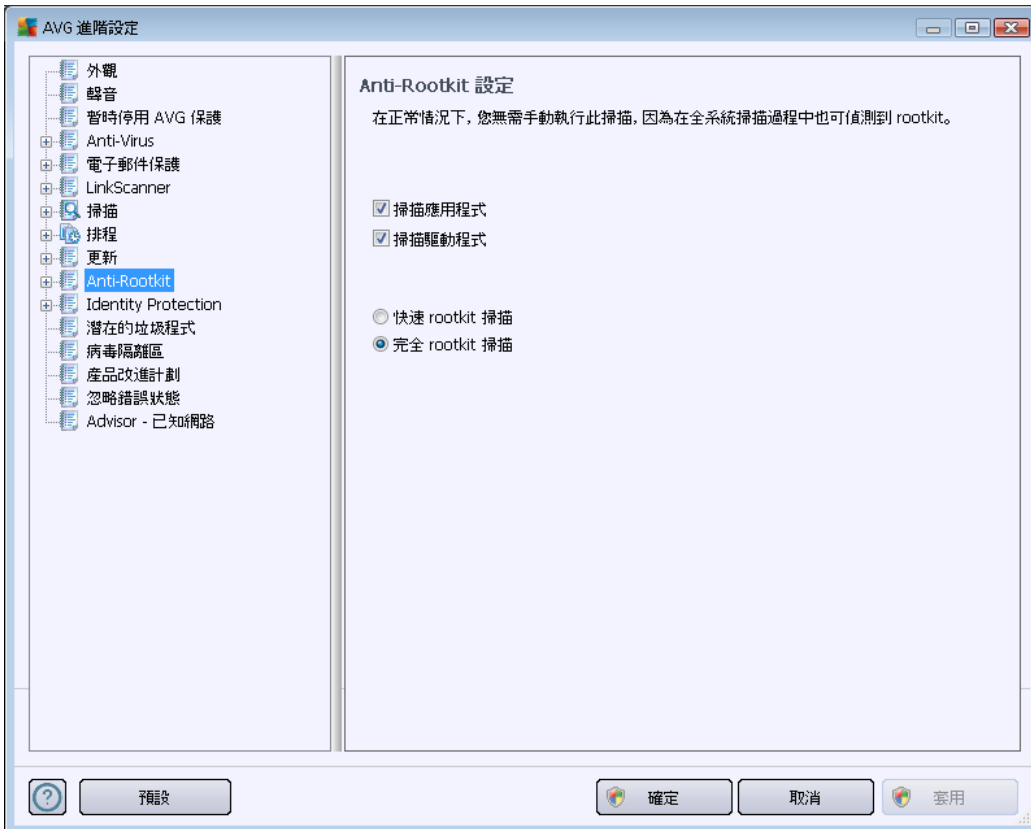 AVG 進階設定
外觀
聲音
暫時停用 AVG 保護
Anti-Virus
電子郵件保護
LinkScanner
掃描
排程
更新
Anti-Rootkit
Identity Protection
潛在的垃圾程式
病毒隔離區
產品改進計劃
忽略錯誤狀態
Advisor - 已知網路
Anti-Rootkit 設定
在正常情況下, 您無需手動執行此掃描, 因為在全系統掃描過程中也可偵測到 rootkit。
掃描應用程式
掃描驅動程式
快速 rootkit 掃描
完全 rootkit 掃描
預設
確定
取消
套用